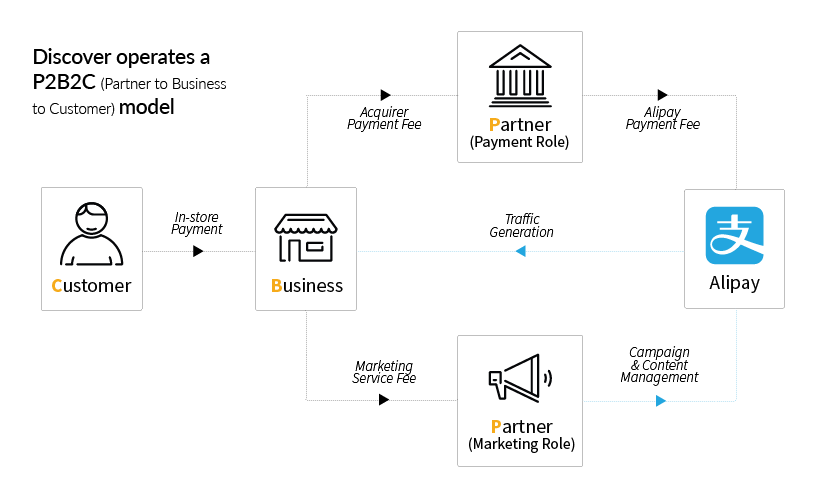 Discover operates a
P2B2C (Partner to Business
to Customer) model
Acquirer
Payment Fee
Partner
(Payment Role)
Alipay
Payment Fee
Customer
In-store
Payment
Business
Traffic
Generation
支
Alipay
Marketing
Service Fee
Partner
(Marketing Role)
Campaign
& Content
Management